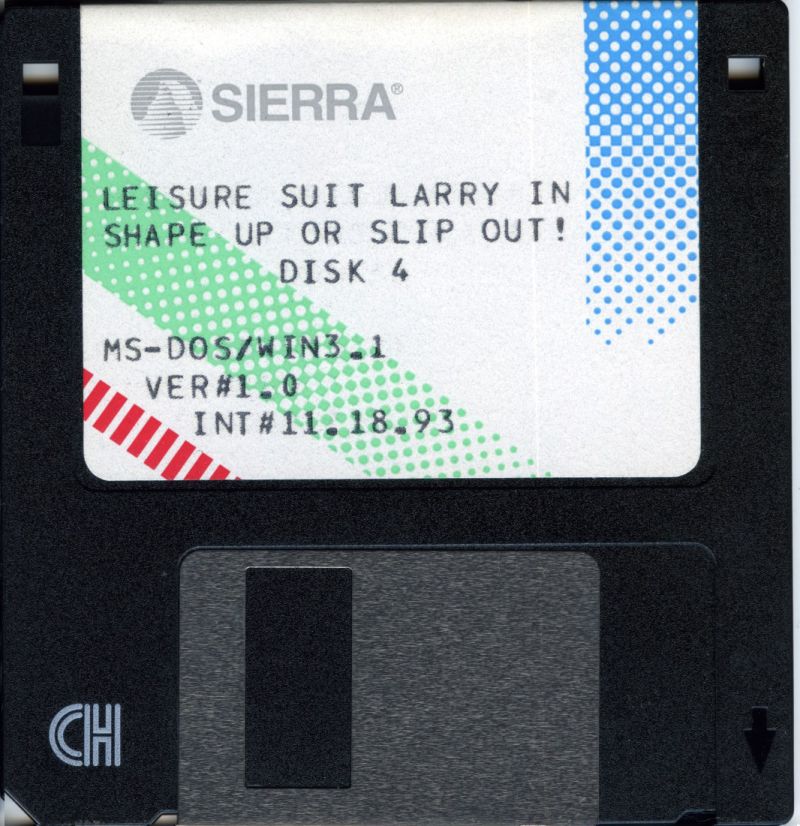 SIERRA®
LEISURE SUIT LARRY IN
SHAPE UP OR SLIP OUT!
DISK 4
MS-DOS/WIN3.1
VER#1.0
INT#11.18.93
CH